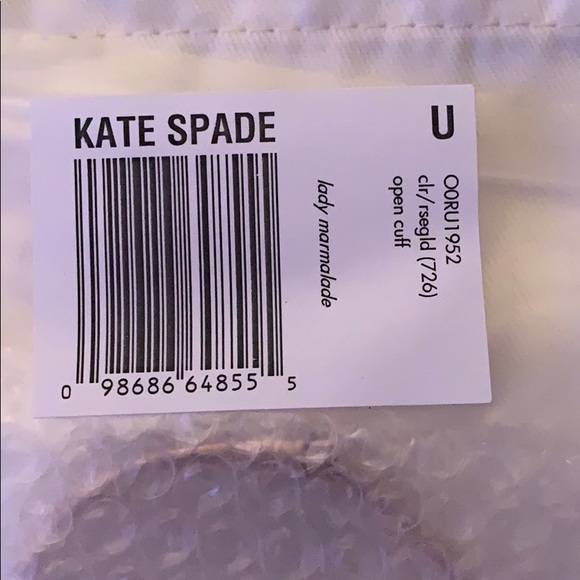 KATE SPADE
U
0 98686 64855 5
lady marmalade
O0RU1952
clr/rsegld (726)
open cuff